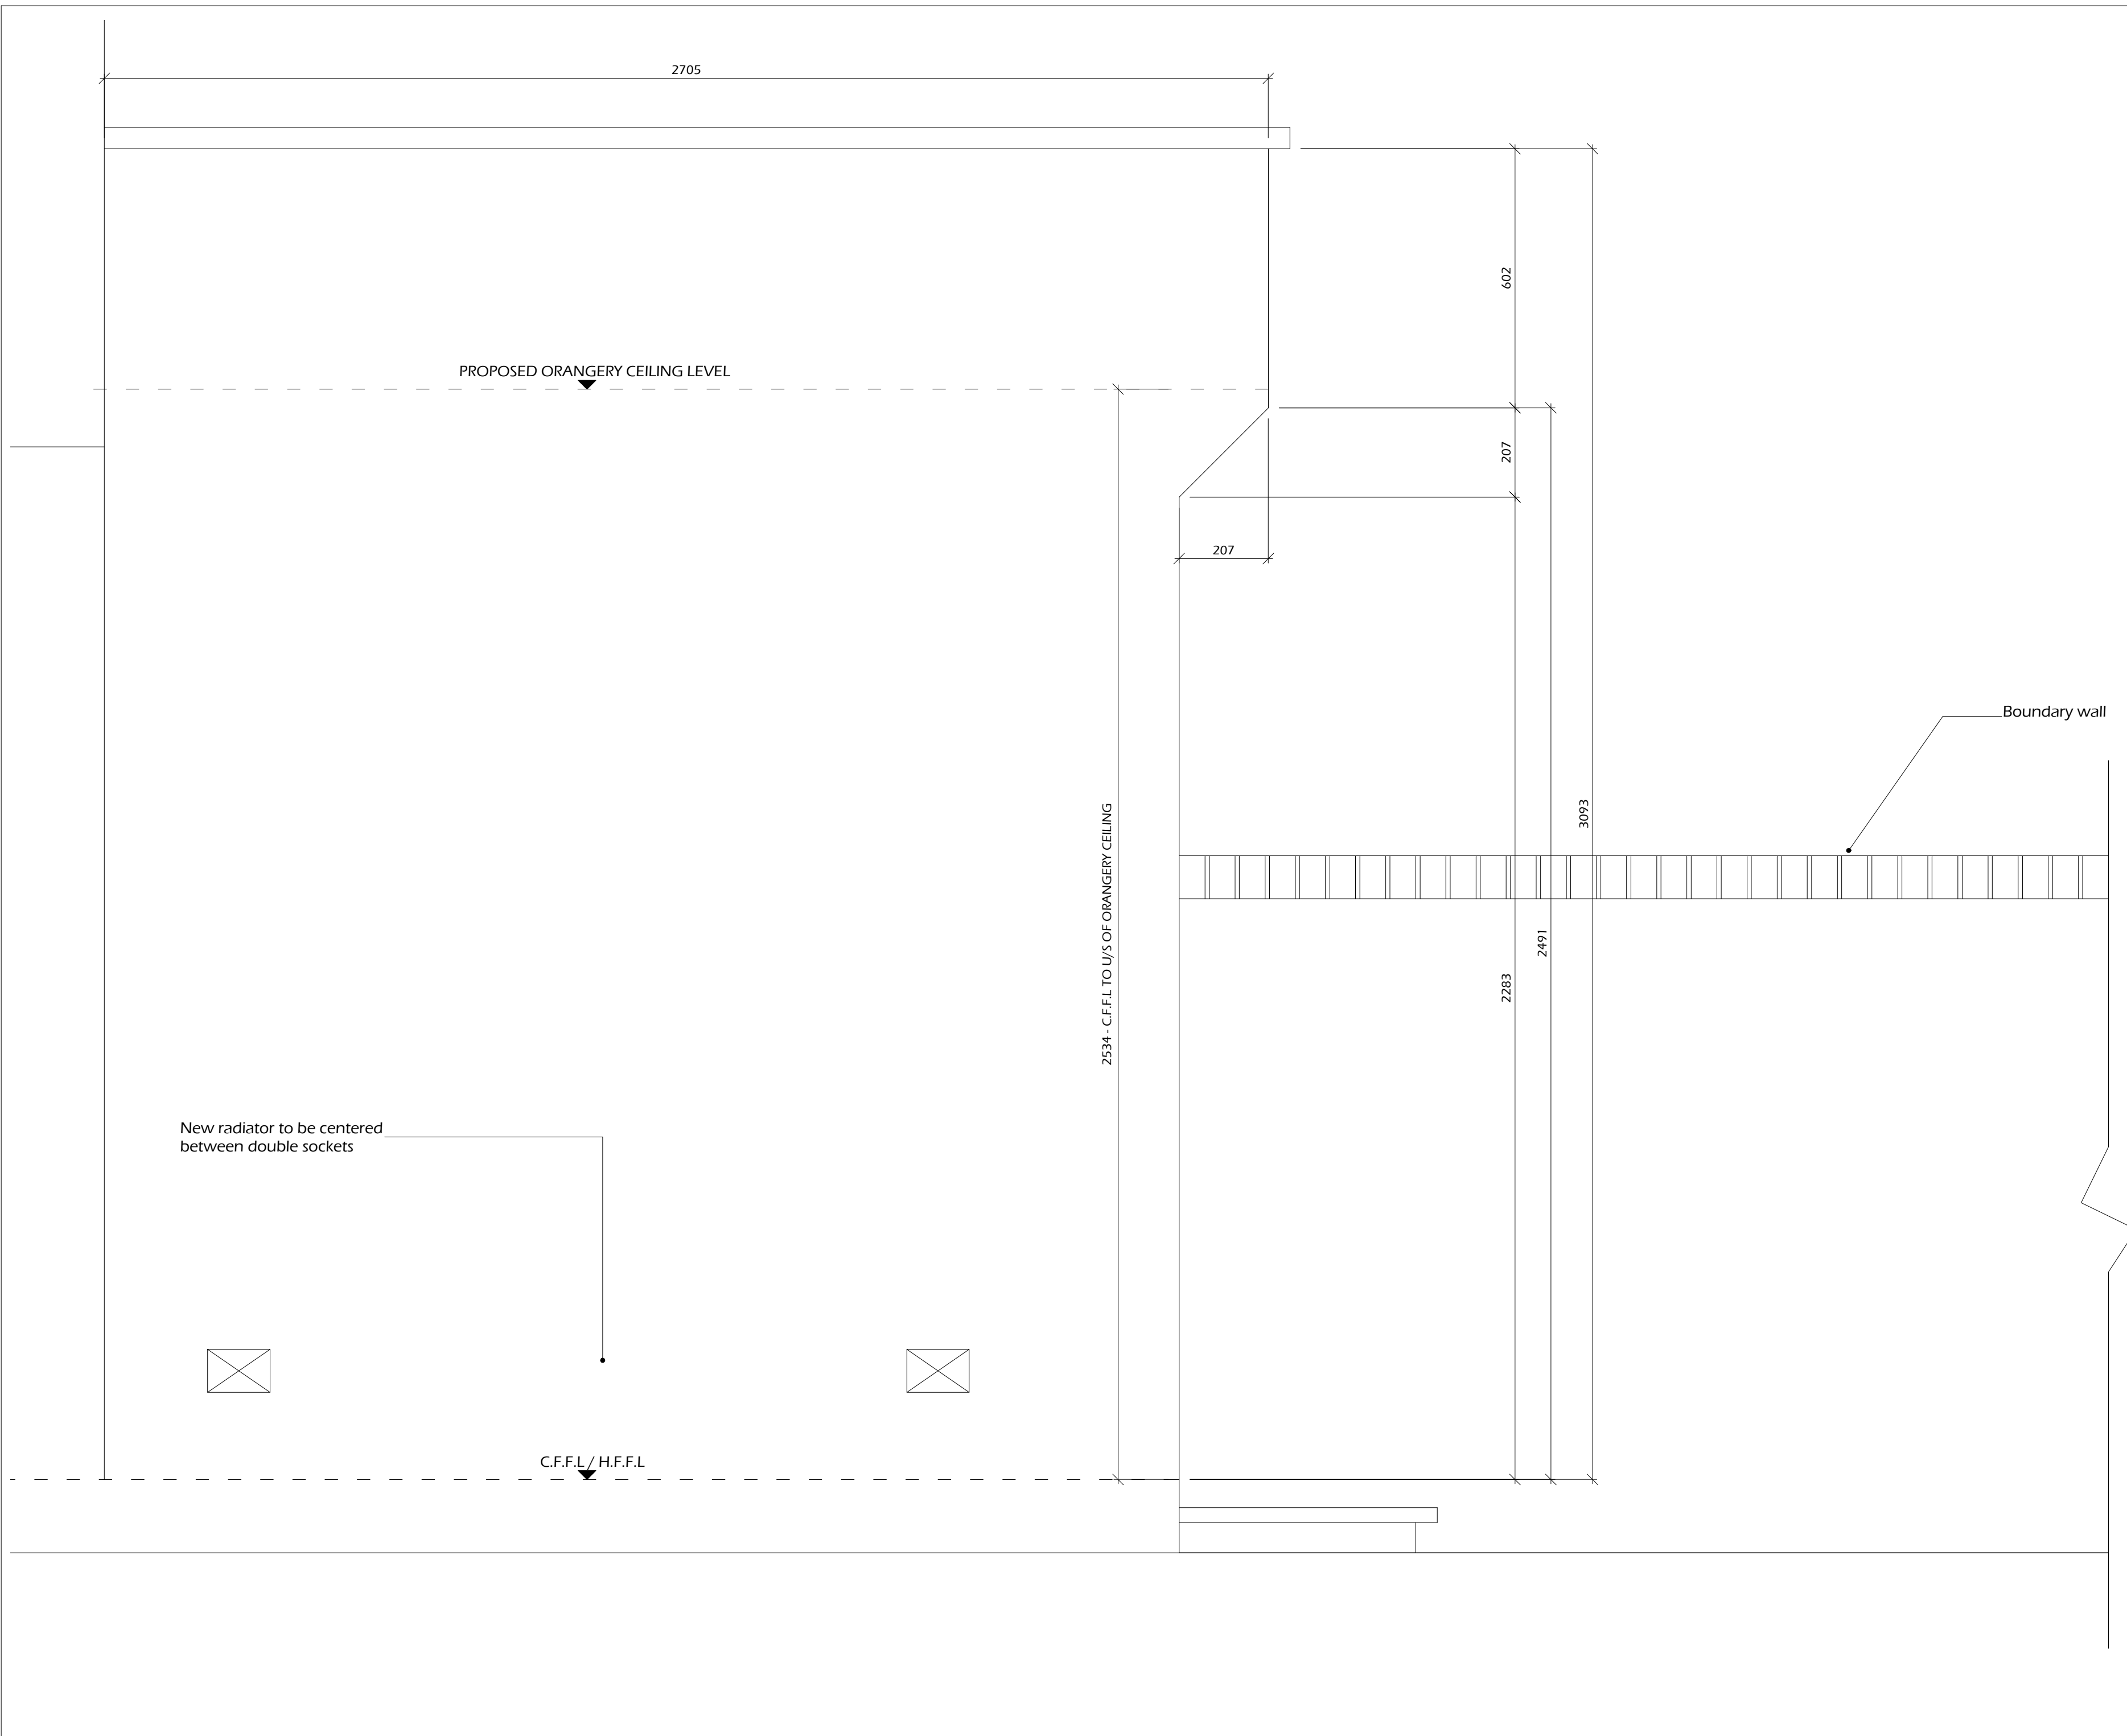 2705
602
PROPOSED ORANGERY CEILING LEVEL
207
207
Boundary wall
3093
2534 - C.F.F.L TO U/S OF ORANGERY CEILING
2491
2283
New radiator to be centered
between double sockets
C.F.F.L / H.F.F.L